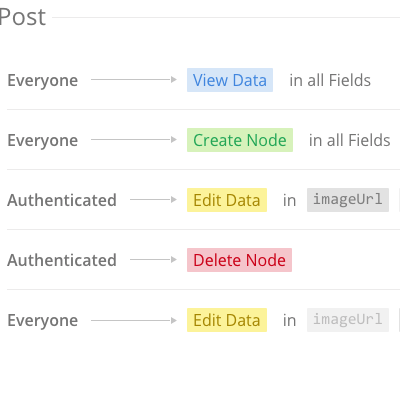 Post
Everyone View Data in all Fields
Everyone Create Node in all Fields
Authenticated Edit Data in imageUrl
Authenticated Delete Node
Everyone Edit Data in imageUrl